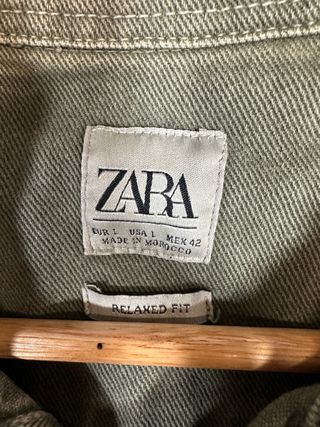 ZARA
EUR L USA L MEX 42
MADE IN MOROCCO
RELAXED FIT